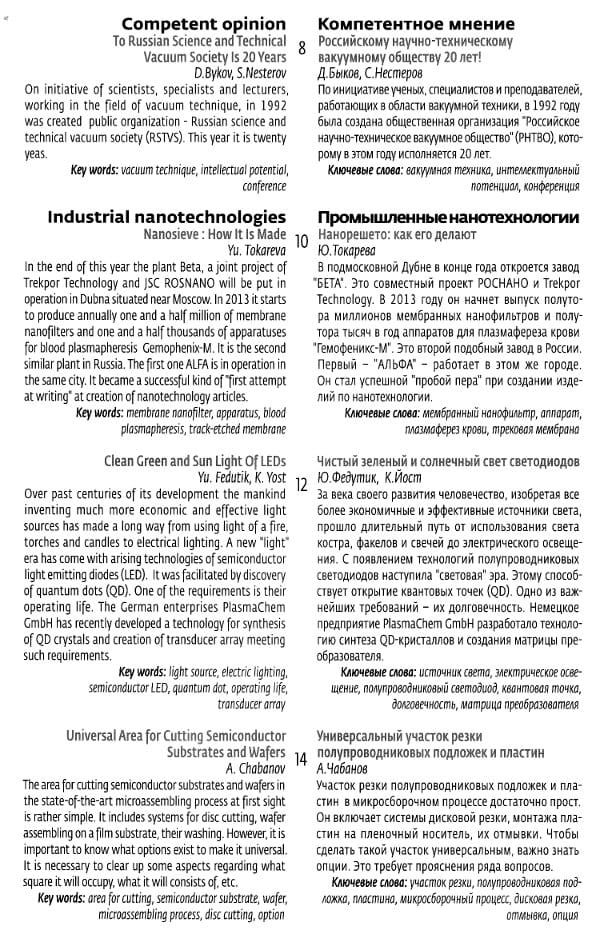 Competent opinion
To Russian Science and Technical
Vacuum Society Is 20 Years
D.Bykov, S.Nesterov
On initiative of scientists, specialists and lecturers,
working in the field of vacuum technique, in 1992
was created public organization - Russian science and
technical vacuum society (RSTVS). This year it is twenty
yeas.
Key words: vacuum technique, intellectual potential,
conference
8
Компетентное мнение
Российскому научно-техническому
вакуумному обществу 20 лет!
Д.Быков, С.Нестеров
По инициативе ученых, специалистов и преподавателей,
работающих в области вакуумной техники, в 1992 году
была создана общественная организация "Российское
научно-техническое вакуумное общество" (РНТВО), кото-
рому в этом году исполняется 20 лет.
Ключевые слова: вакуумная техника, интеллектуальный
потенциал, конференция
Industrial nanotechnologies
Nanosieve : How It Is Made
Yu. Tokareva
In the end of this year the plant Beta, a joint project of
Trekpor Technology and JSC ROSNANO will be put in
operation in Dubna situated near Moscow. In 2013 it starts
to produce annually one and a half million of membrane
nanofilters and one and a half thousands of apparatuses
for blood plasmapheresis Gemophenix-M. It is the second
similar plant in Russia. The first one ALFA is in operation in
the same city. It became a successful kind of "first attempt
at writing" at creation of nanotechnology articles.
Key words: membrane nanofilter, apparatus, blood
plasmapheresis, track-etched membrane
10
Промышленные нанотехнологии
Нанорешето: как его делают
Ю.Токарева
В подмосковной Дубне в конце года откроется завод
"БЕТА". Это совместный проект РОСНАНО и Trekpor
Technology. В 2013 году он начнет выпуск полуто-
ра миллионов мембранных нанофильтров и полу-
тора тысяч в год аппаратов для плазмафереза крови
"Гемофеникс-М". Это второй подобный завод в России.
Первый – "АЛЬФА" – работает в этом же городе.
Он стал успешной "пробой пера" при создании изде-
лий по нанотехнологии.
Ключевые слова: мембранный нанофильтр, аппарат,
плазмаферез крови, трековая мембрана
Clean Green and Sun Light Of LEDs
Yu. Fedutik, K. Yost
Over past centuries of its development the mankind
inventing much more economic and effective light
sources has made a long way from using light of a fire,
torches and candles to electrical lighting. A new "light"
era has come with arising technologies of semiconductor
light emitting diodes (LED). It was facilitated by discovery
of quantum dots (QD). One of the requirements is their
operating life. The German enterprises PlasmaChem
GmbH has recently developed a technology for synthesis
of QD crystals and creation of transducer array meeting
such requirements.
Key words: light source, electric lighting,
semiconductor LED, quantum dot, operating life,
transducer array
12
Чистый зеленый и солнечный свет светодиодов
Ю.Федутик, К.Йост
За века своего развития человечество, изобретая все
более экономичные и эффективные источники света,
прошло длительный путь от использования света
костра, факелов и свечей до электрического освеще-
ния. С появлением технологий полупроводниковых
светодиодов наступила "световая" эра. Этому способ-
ствует открытие квантовых точек (QD). Одно из важ-
нейших требований – их долговечность. Немецкое
предприятие PlasmaChem GmbH разработало техноло-
гию синтеза QD-кристаллов и создания матрицы пре-
образователя.
Ключевые слова: источник света, электрическое осве-
щение, полупроводниковый светодиод, квантовая точка,
долговечность, матрица преобразователя
Universal Area for Cutting Semiconductor
Substrates and Wafers
A. Chabanov
The area for cutting semiconductor substrates and wafers in
the state-of-the-art microassembling process at first sight
is rather simple. It includes systems for disc cutting, wafer
assembling on a film substrate, their washing. However, it is
important to know what options exist to make it universal.
It is necessary to clear up some aspects regarding what
square it will occupy, what it will consists of, etc.
Key words: area for cutting, semiconductor substrate, wafer,
microassembling process, disc cutting, option
14
Универсальный участок резки
полупроводниковых подложек и пластин
А.Чабанов
Участок резки полупроводниковых подложек и пла-
стин в микросборочном процессе достаточно прост.
Он включает системы дисковой резки, монтажа пла-
стин на пленочный носитель, их отмывки. Чтобы
сделать такой участок универсальным, важно знать
опции. Это требует прояснения ряда вопросов.
Ключевые слова: участок резки, полупроводниковая под-
ложка, пластина, микросборочный процесс, дисковая резка,
отмывка, опция